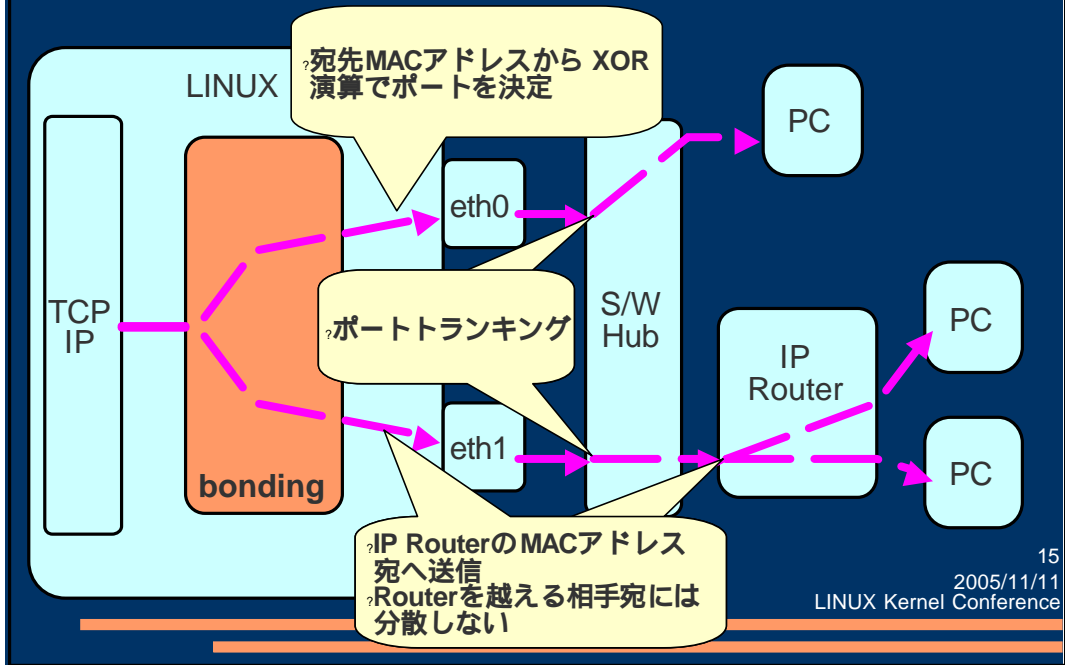 ?宛先MACアドレスから XOR
演算でポートを決定
LINUX
PC
eth0
TCP
IP
?ポートトランキング
S/W
Hub
IP
Router
PC
eth1
bonding
PC
?IP RouterのMACアドレス
宛へ送信
?Routerを越える相手宛には
分散しない
15
2005/11/11
LINUX Kernel Conference